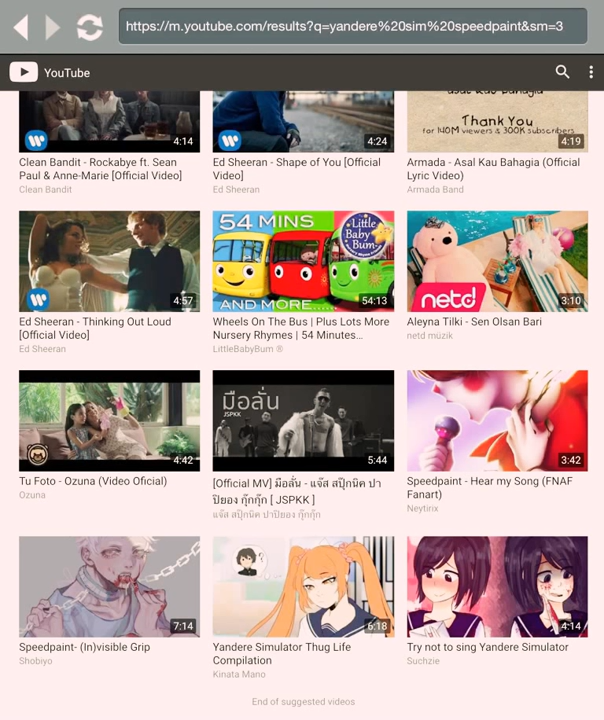 https://m.youtube.com/results?q=yandere%20sim%20speedpaint&sm=3
YouTube
Asal Kau Bahagia
Thank You
for 140M viewers & 300K subscribers
4:14
4:24
4:19
Clean Bandit - Rockabye ft. Sean
Paul & Anne-Marie [Official Video]
Clean Bandit
Ed Sheeran - Shape of You [Official
Video]
Ed Sheeran
Armada - Asal Kau Bahagia (Official
Lyric Video)
Armada Band
54 MINS
Little
Baby
Bum
AND MORE......
netd
4:57
54:13
3:10
Ed Sheeran - Thinking Out Loud
[Official Video]
Ed Sheeran
Wheels On The Bus | Plus Lots More
Nursery Rhymes | 54 Minutes...
LittleBabyBum ®
Aleyna Tilki - Sen Olsan Bari
netd müzik
มือลั่น
JSPKK
4:42
5:44
3:42
Tu Foto - Ozuna (Video Oficial)
Ozuna
[Official MV] มือลั่น - แจ๊ส สปุ๊กนิค ปา
ปิยอง กุ๊กกุ๊ก [ JSPKK ]
แจ๊ส สปุ๊กนิค ปาปิยอง กุ๊กกุ๊ก
Speedpaint - Hear my Song (FNAF
Fanart)
Neytirix
7:14
6:18
4:14
Speedpaint- (In)visible Grip
Shobiyo
Yandere Simulator Thug Life
Compilation
Kinata Mano
Try not to sing Yandere Simulator
Suchzie
End of suggested videos